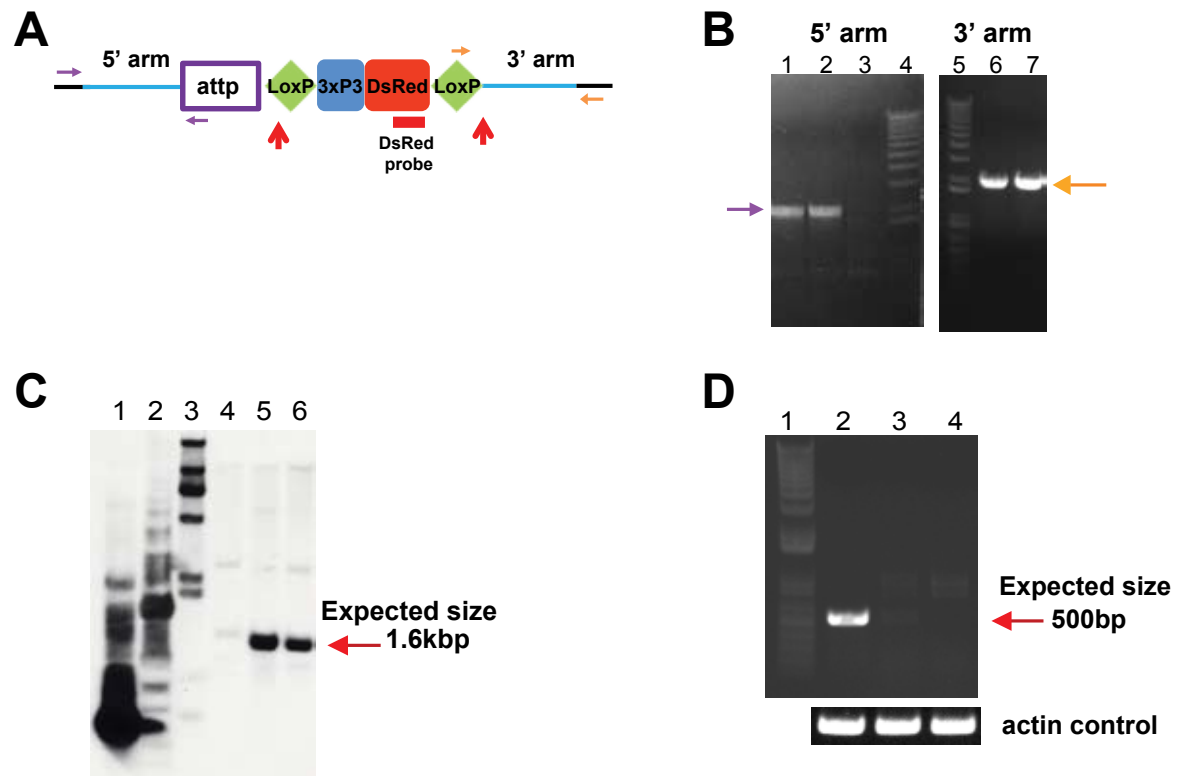 A
5’ arm
3’ arm
attp
LoxP
3xP3
DsRed
LoxP
DsRed
probe
B
5’ arm
3’ arm
1 2 3 4
5 6 7
C
1 2 3 4 5 6
Expected size
1.6kbp
D
1 2 3 4
Expected size
500bp
actin control